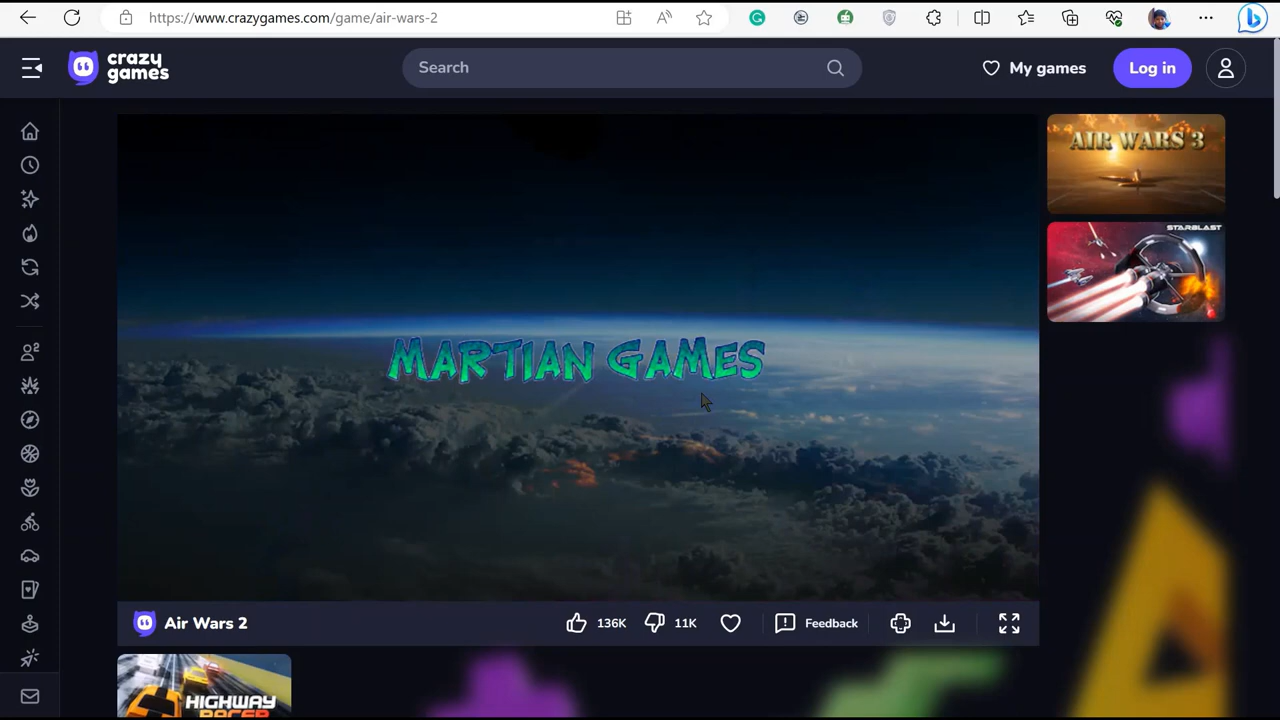 https://www.crazygames.com/game/air-wars-2
crazy
games
Search
My games
Log in
AIR WARS 3
STARBLAST
MARTIAN GAMES
Air Wars 2
136K
11K
Feedback
HIGHWAY
RACER